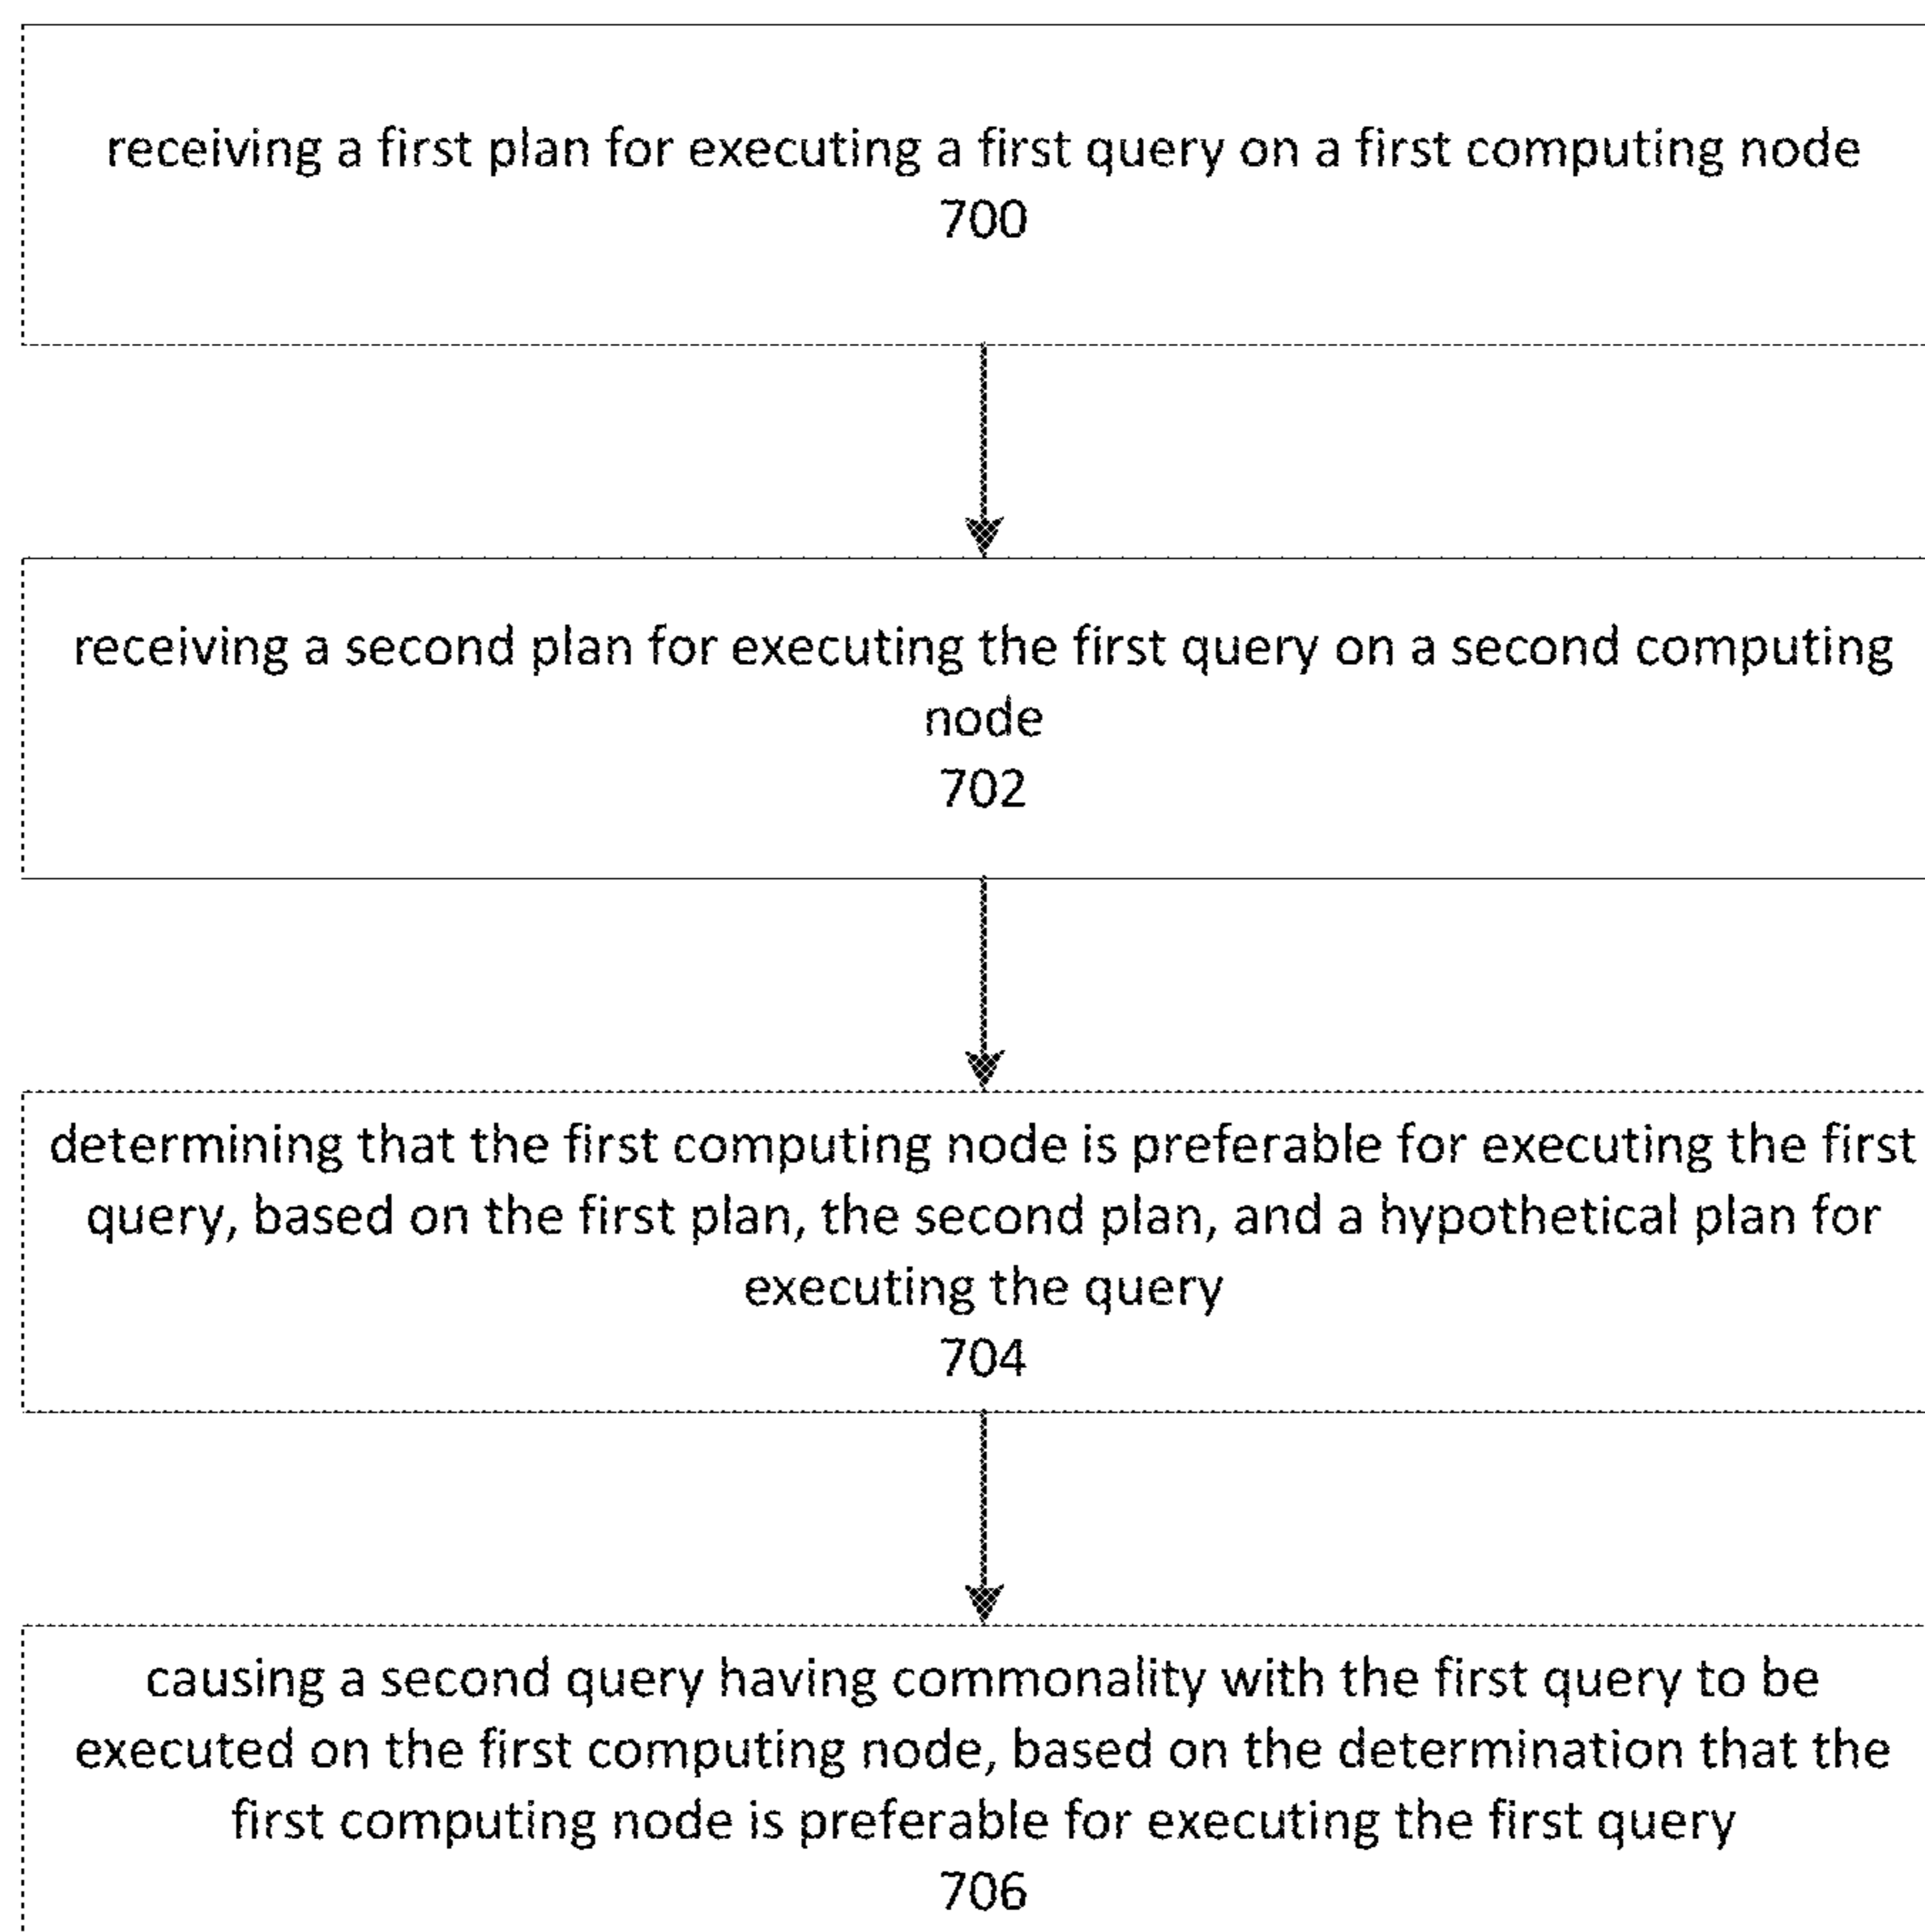 receiving a first plan for executing a first query on a first computing node
700
receiving a second plan for executing the first query on a second computing
node
702
determining that the first computing node is preferable for executing the first
query, based on the first plan, the second plan, and a hypothetical plan for
executing the query
704
causing a second query having commonality with the first query to be
executed on the first computing node, based on the determination that the
first computing node is preferable for executing the first query
706